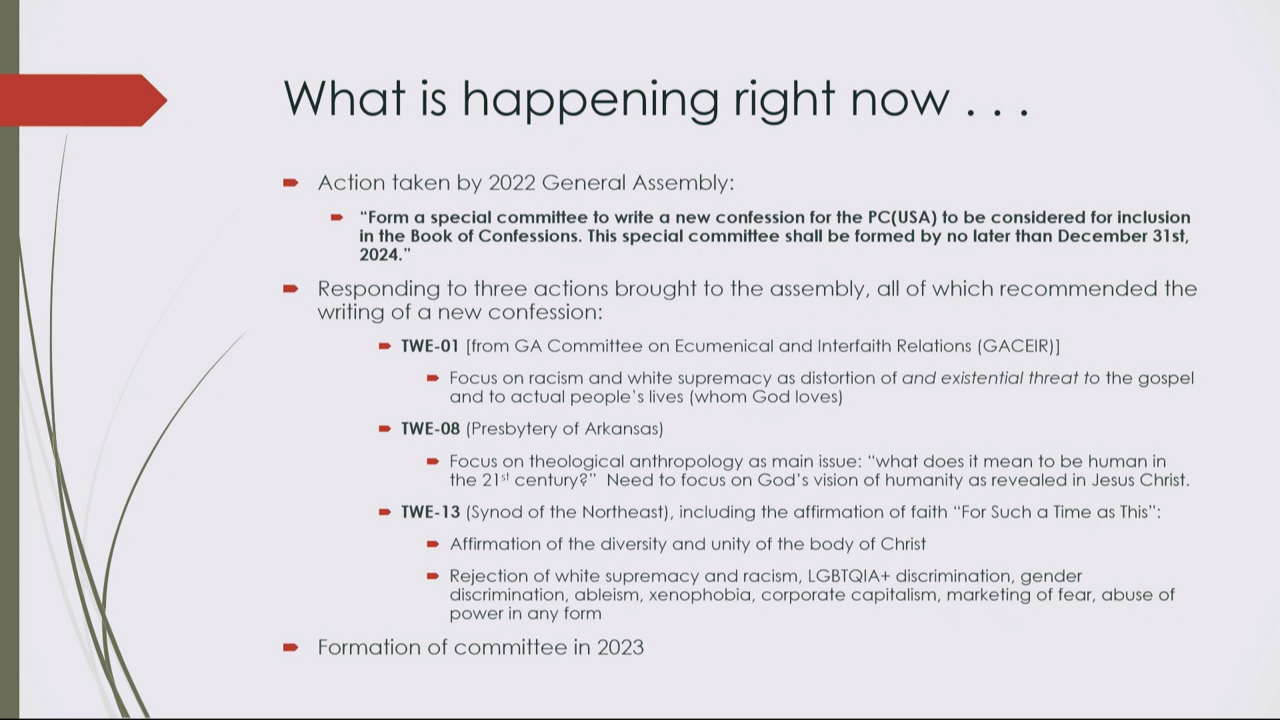 What is happening right now . . .
Action taken by 2022 General Assembly:
“Form a special committee to write a new confession for the PC(USA) to be considered for inclusion
in the Book of Confessions. This special committee shall be formed by no later than December 31st,
2024.”
Responding to three actions brought to the assembly, all of which recommended the
writing of a new confession:
TWE-01 [from GA Committee on Ecumenical and Interfaith Relations (GACEIR)]
Focus on racism and white supremacy as distortion of and existential threat to the gospel
and to actual people’s lives (whom God loves)
TWE-08 (Presbytery of Arkansas)
Focus on theological anthropology as main issue: “what does it mean to be human in
the 21st century?” Need to focus on God’s vision of humanity as revealed in Jesus Christ.
TWE-13 (Synod of the Northeast), including the affirmation of faith “For Such a Time as This”:
Affirmation of the diversity and unity of the body of Christ
Rejection of white supremacy and racism, LGBTQIA+ discrimination, gender
discrimination, ableism, xenophobia, corporate capitalism, marketing of fear, abuse of
power in any form
Formation of committee in 2023